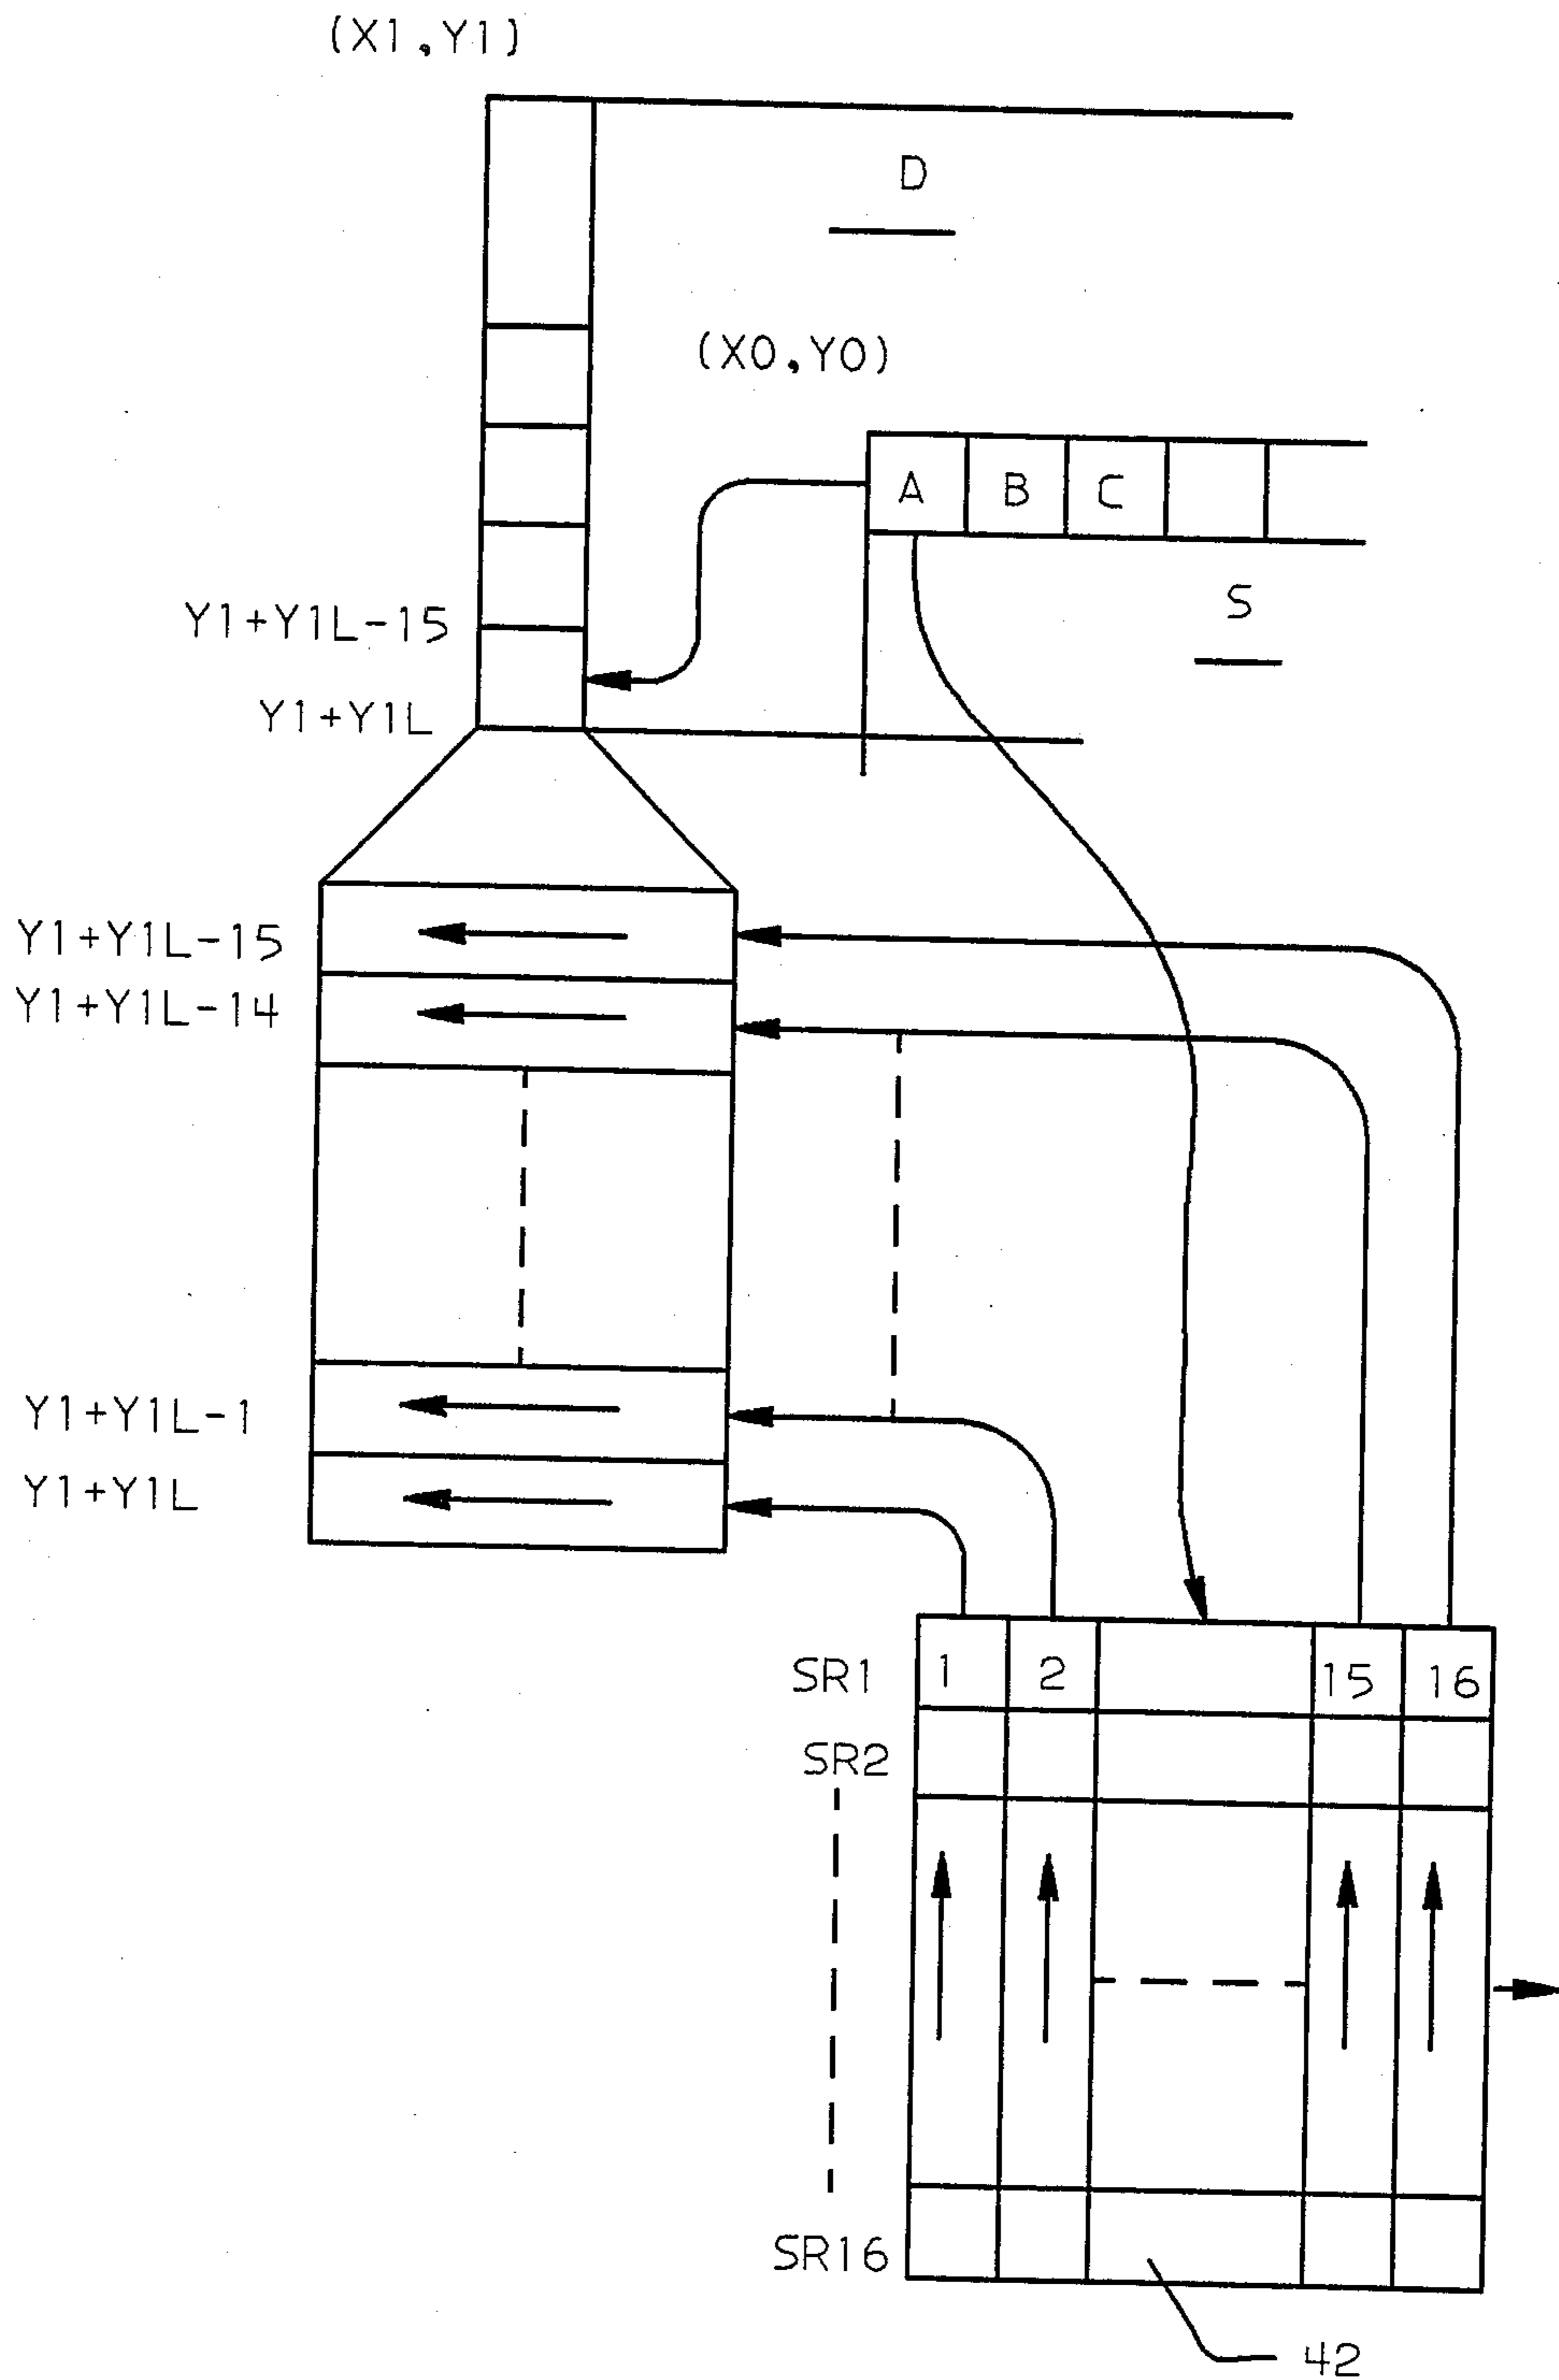 (X1,Y1)
D
(X0,Y0)
A B C
S
Y1+Y1L-15
Y1+Y1L
Y1+Y1L-15
Y1+Y1L-14
Y1+Y1L-1
Y1+Y1L
SR1 1 2 15 16
SR2
SR16
42